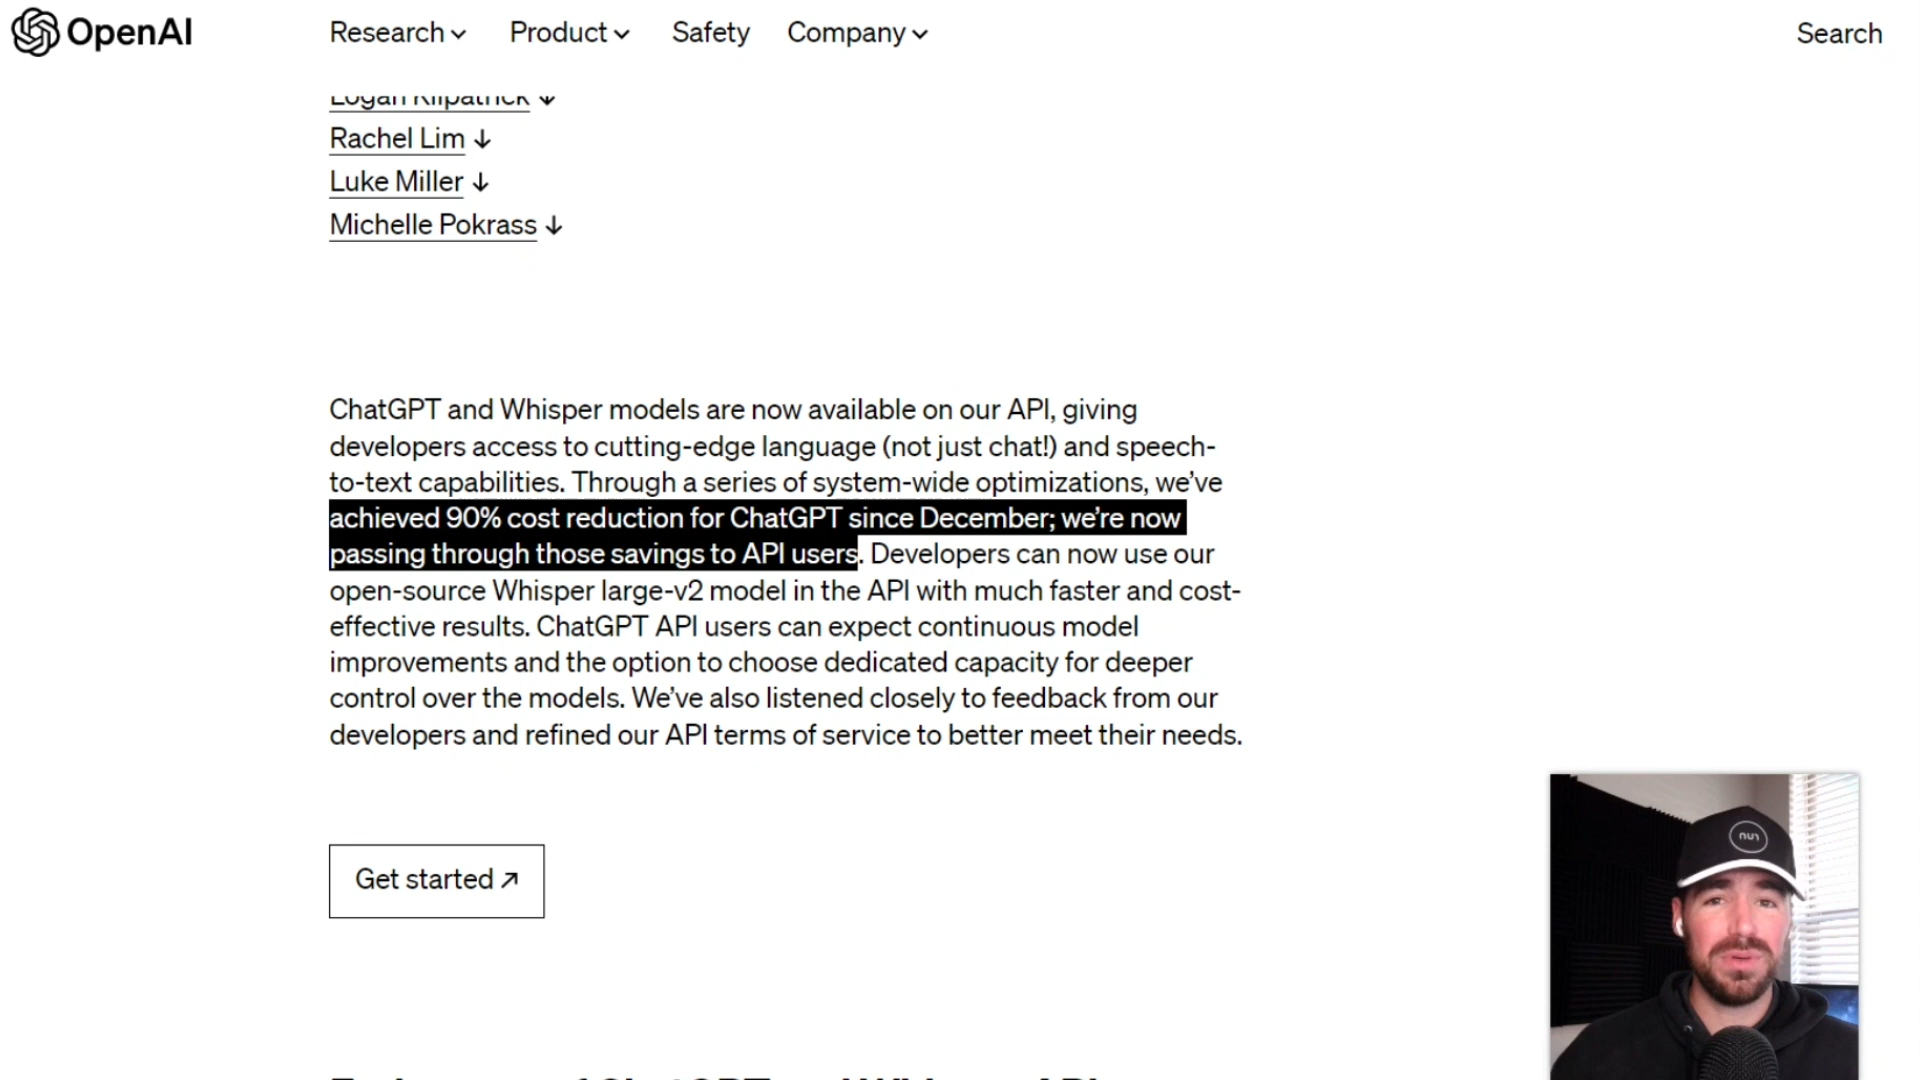 OpenAI
Research
Product
Safety
Company
Search
Logan Kilpatrick
Rachel Lim
Luke Miller
Michelle Pokrass
ChatGPT and Whisper models are now available on our API, giving
developers access to cutting-edge language (not just chat!) and speech-
to-text capabilities. Through a series of system-wide optimizations, we’ve
achieved 90% cost reduction for ChatGPT since December; we’re now
passing through those savings to API users. Developers can now use our
open-source Whisper large-v2 model in the API with much faster and cost-
effective results. ChatGPT API users can expect continuous model
improvements and the option to choose dedicated capacity for deeper
control over the models. We’ve also listened closely to feedback from our
developers and refined our API terms of service to better meet their needs.
Get started